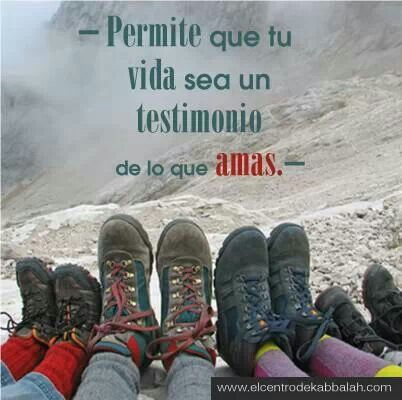 – Permite que tu
vida sea un
testimonio
de lo que amas.–
www.elcentrodekabbalah.com